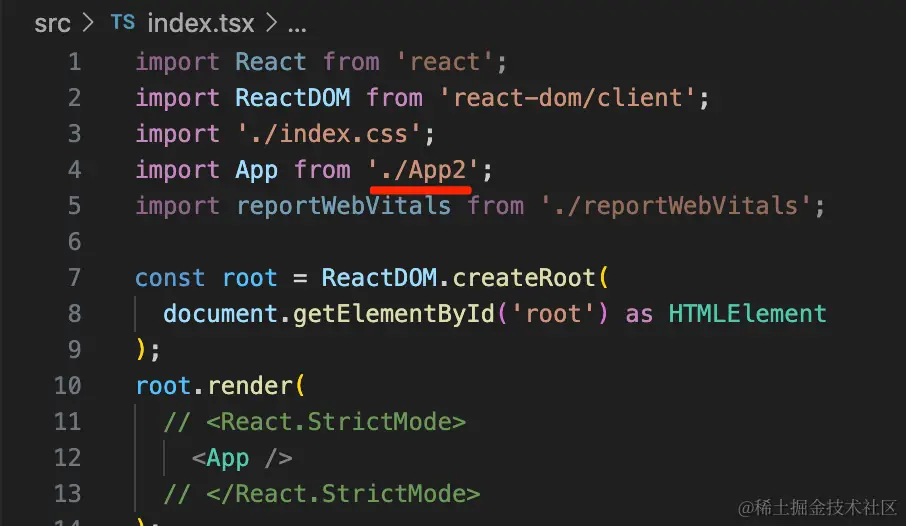 src > TS index.tsx > ...
1 import React from 'react';
2 import ReactDOM from 'react-dom/client';
3 import './index.css';
4 import App from './App2';
5 import reportWebVitals from './reportWebVitals';
6
7 const root = ReactDOM.createRoot(
8 document.getElementById('root') as HTMLElement
9 );
10 root.render(
11 // <React.StrictMode>
12 <App />
13 // </React.StrictMode>
14 );
@稀土掘金技术社区